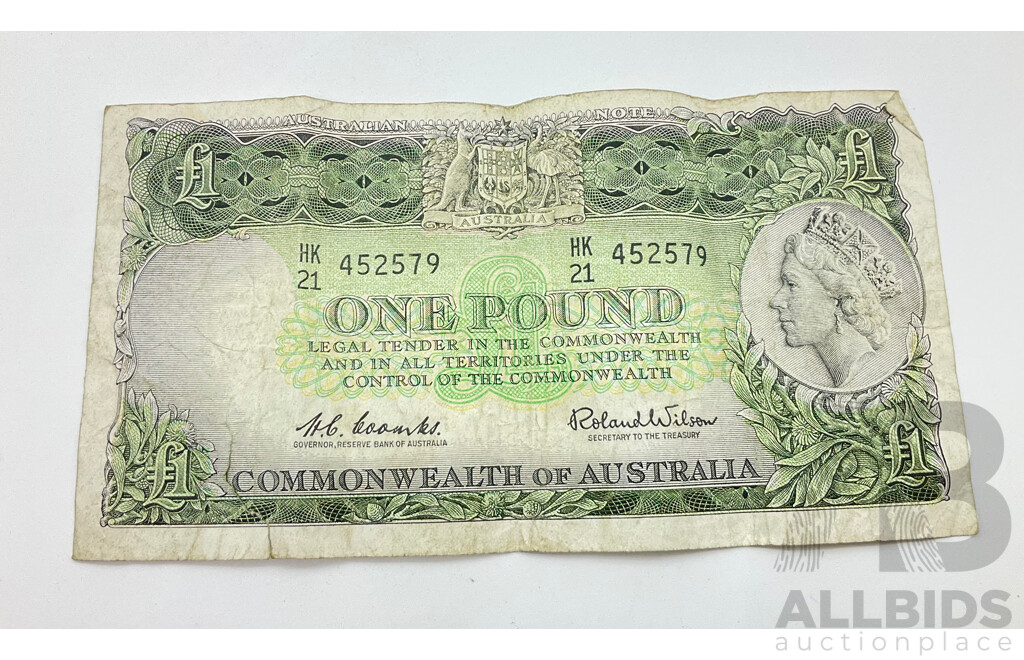 AUSTRALIAN NOTE
£1 £1
AUSTRALIA
HK 21 452579 HK 21 452579
ONE POUND
LEGAL TENDER IN THE COMMONWEALTH
AND IN ALL TERRITORIES UNDER THE
CONTROL OF THE COMMONWEALTH
H.C. Coombs. Roland Wilson
GOVERNOR, RESERVE BANK OF AUSTRALIA SECRETARY TO THE TREASURY
£1 £1
COMMONWEALTH OF AUSTRALIA
B
ALLBIDS
auctionplace